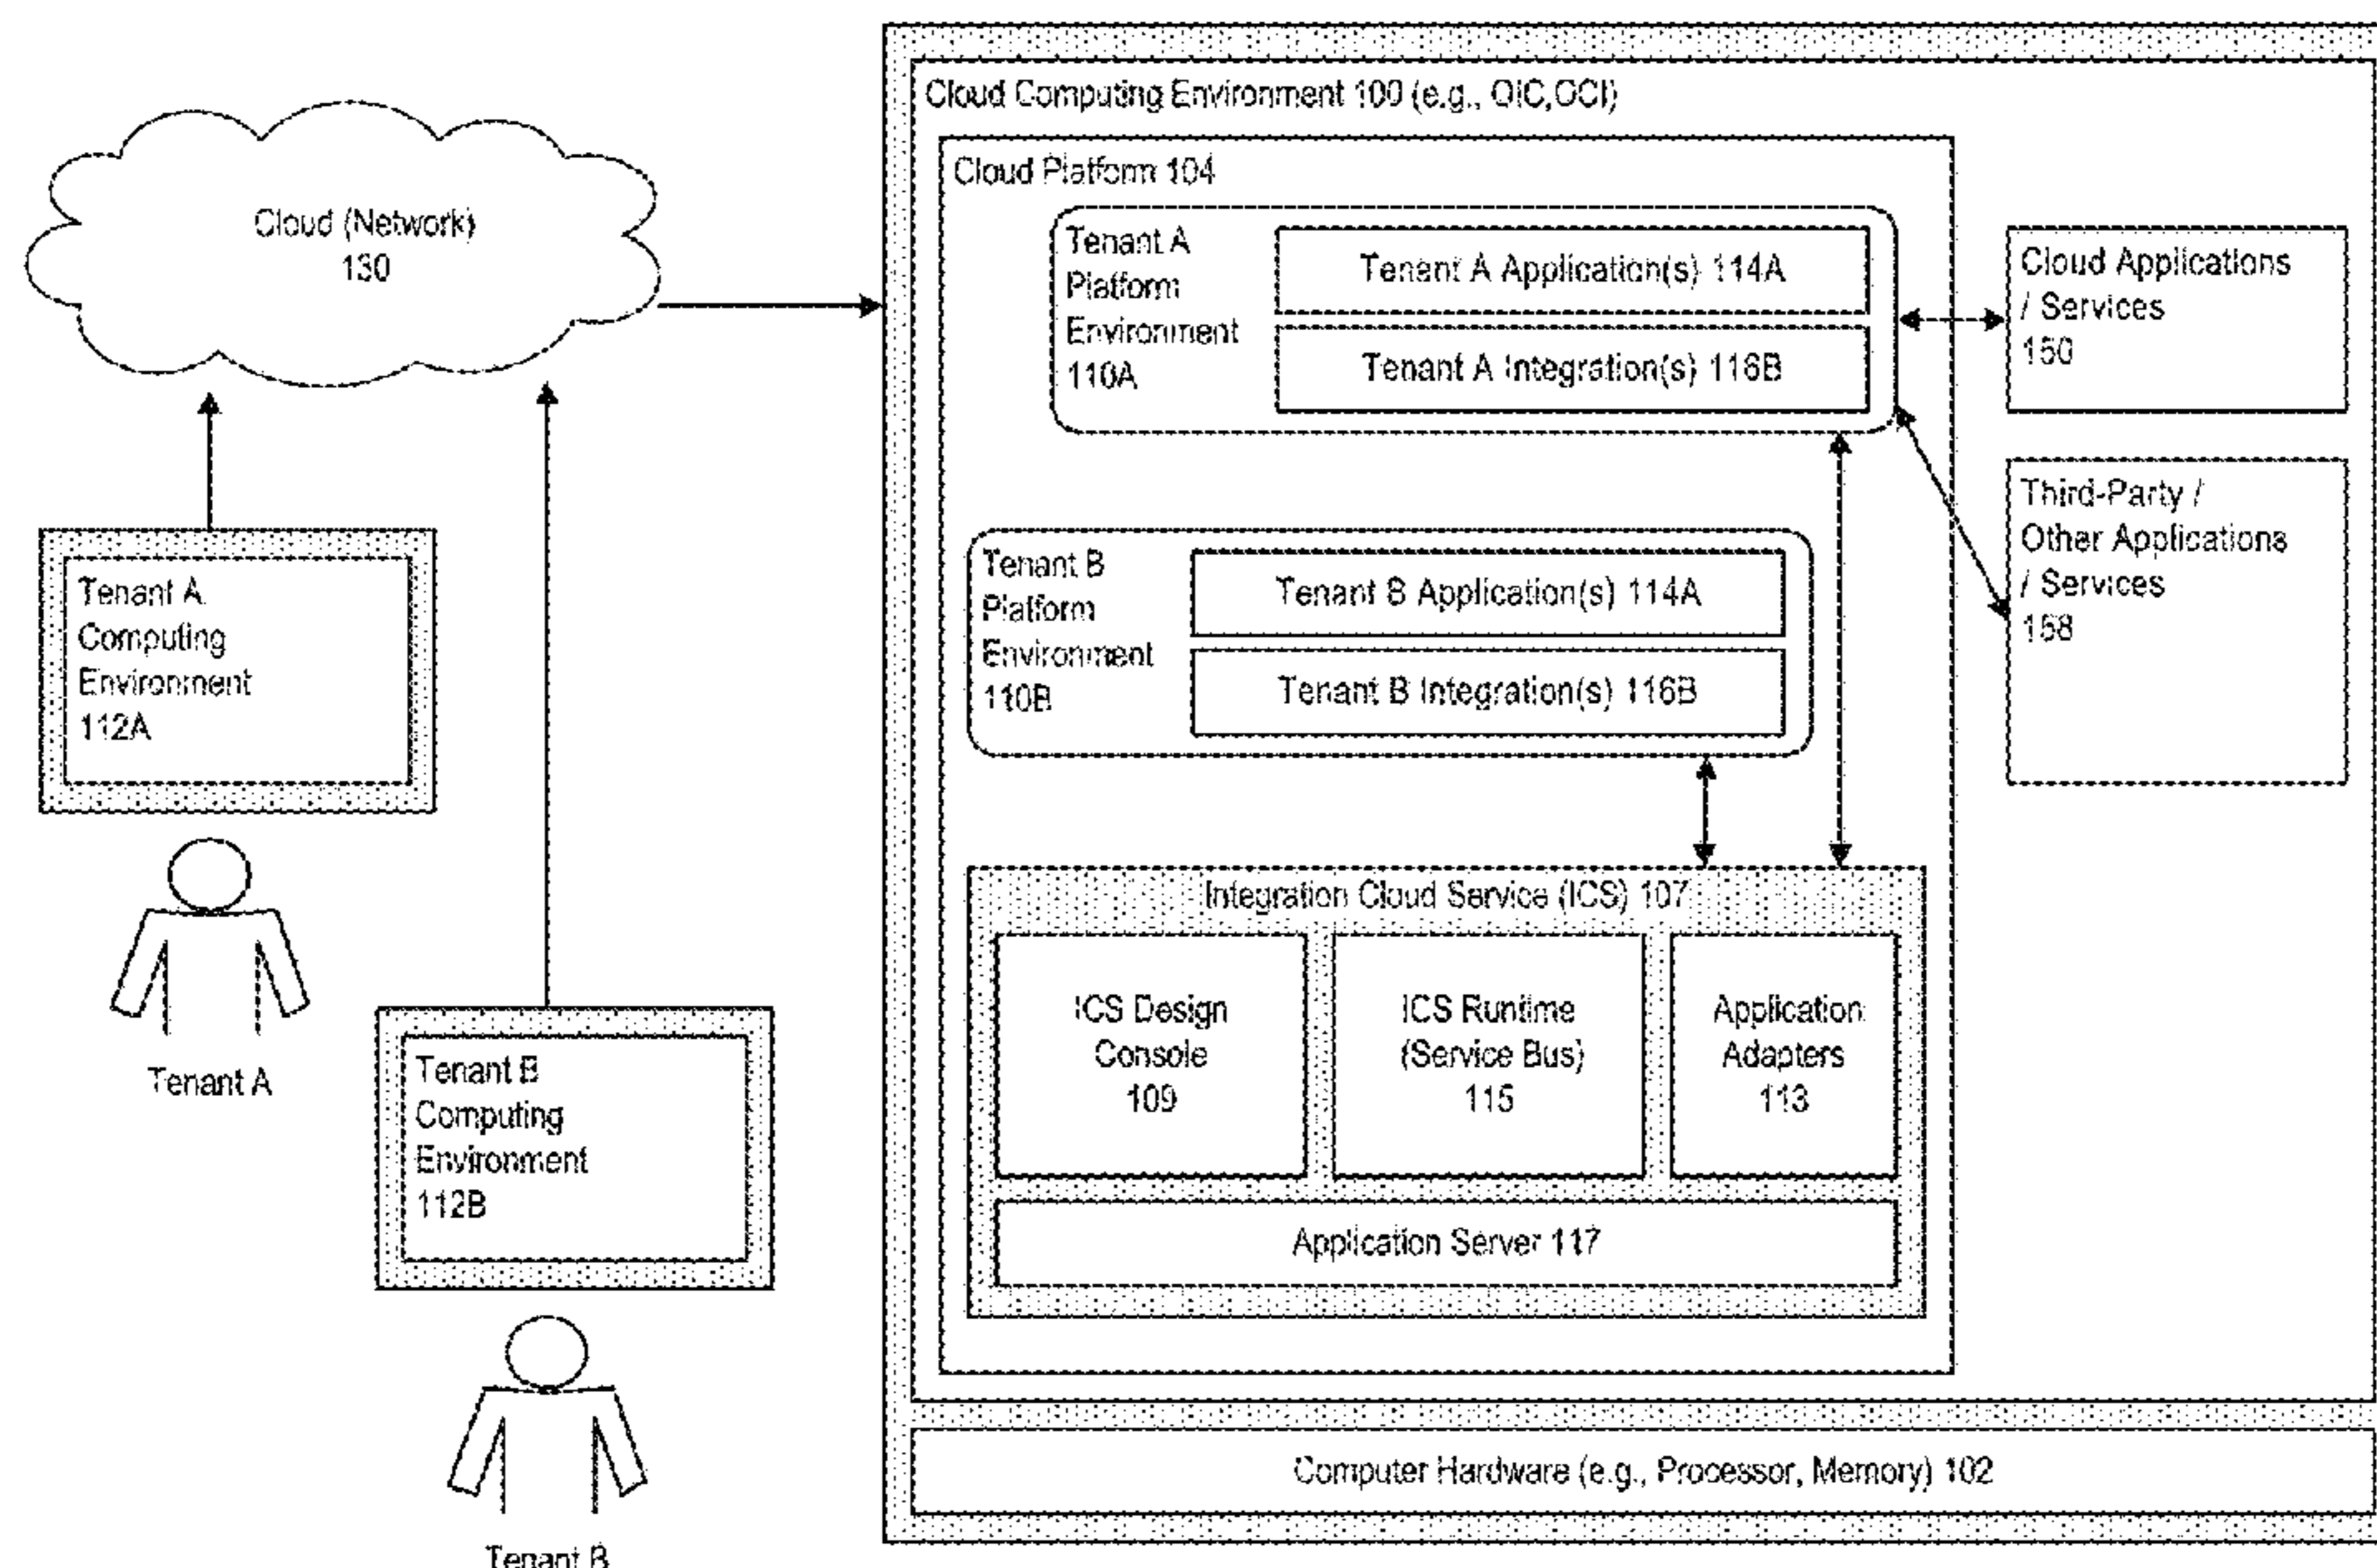 Cloud Computing Environment 100 (e.g., OIC,OCI)
Cloud Platform 104
Cloud (Network)
130
Tenant A
Platform
Environment
110A
Tenant A Application(s) 114A
Tenant A Integration(s) 116B
Cloud Applications
/ Services
150
Third-Party /
Other Applications
/ Services
158
Tenant B
Platform
Environment
110B
Tenant B Application(s) 114A
Tenant B Integration(s) 116B
Tenant A
Computing
Environment
112A
Tenant A
Tenant B
Computing
Environment
112B
Tenant B
Integration Cloud Service (ICS) 107
ICS Design
Console
109
ICS Runtime
(Service Bus)
115
Application
Adapters
113
Application Server 117
Computer Hardware (e.g., Processor, Memory) 102